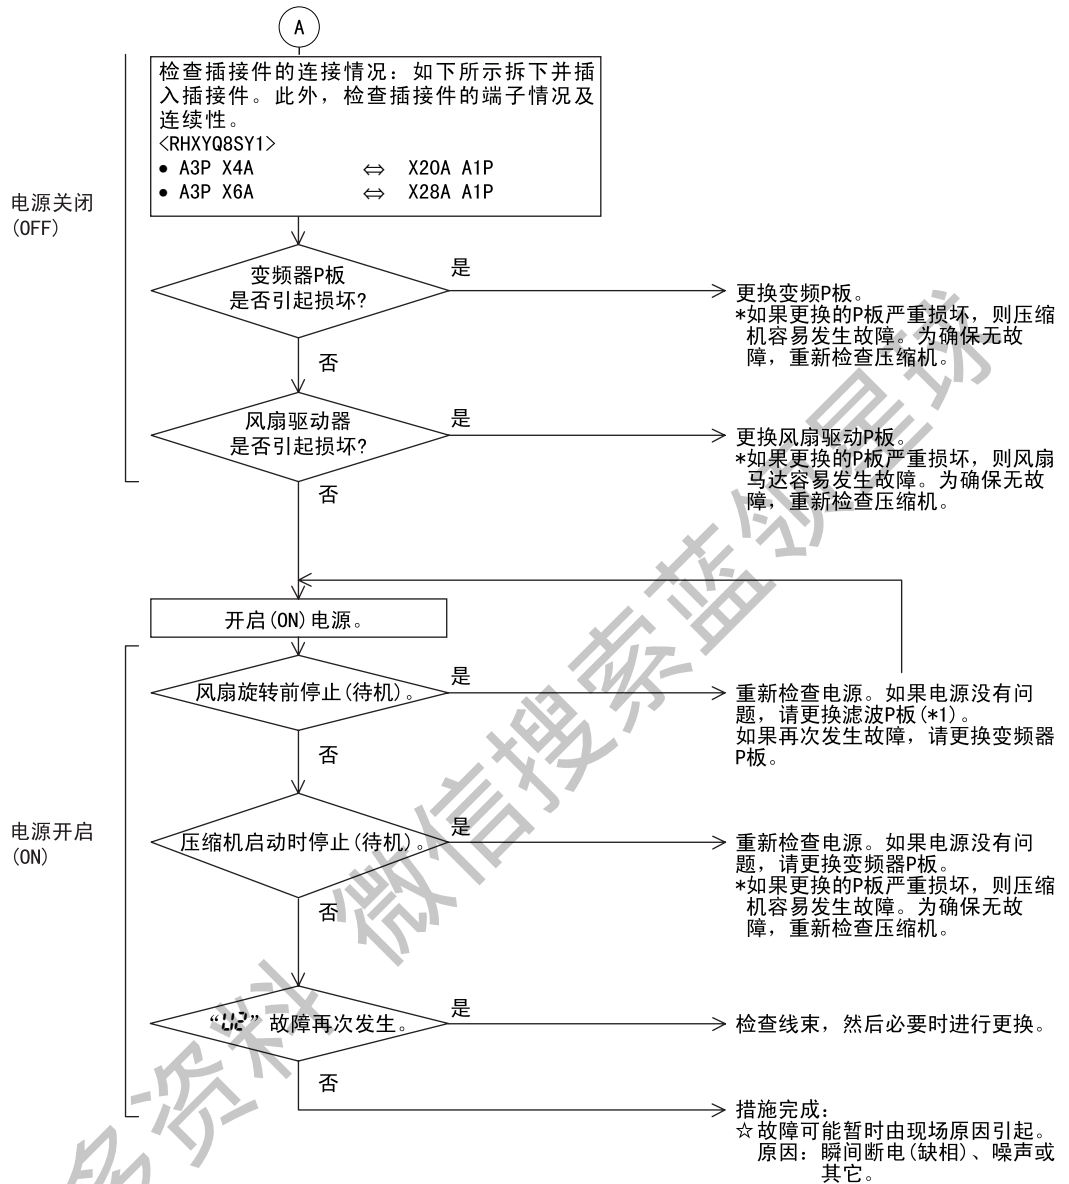 A
检查插接件的连接情况：如下所示拆下并插
入插接件。此外，检查插接件的端子情况及
连续性。
<RHXYQ8SY1>
● A3P X4A ⇔ X20A A1P
● A3P X6A ⇔ X28A A1P
电源关闭
(OFF)
变频器P板
是否引起损坏?
是
更换变频P板。
*如果更换的P板严重损坏，则压缩
机容易发生故障。为确保无故
障，重新检查压缩机。
否
风扇驱动器
是否引起损坏?
是
更换风扇驱动P板。
*如果更换的P板严重损坏，则风扇
马达容易发生故障。为确保无故
障，重新检查压缩机。
否
开启(ON)电源。
风扇旋转前停止(待机)。
是
重新检查电源。如果电源没有问
题，请更换滤波P板(*1)。
如果再次发生故障，请更换变频器
P板。
否
电源开启
(ON)
压缩机启动时停止(待机)。
是
重新检查电源。如果电源没有问
题，请更换变频器P板。
*如果更换的P板严重损坏，则压缩
机容易发生故障。为确保无故
障，重新检查压缩机。
否
“U2”故障再次发生。
是
检查线束，然后必要时进行更换。
否
措施完成：
☆故障可能暂时由现场原因引起。
原因：瞬间断电(缺相)、噪声或
其它。
多资料 微信搜索蓝领星球